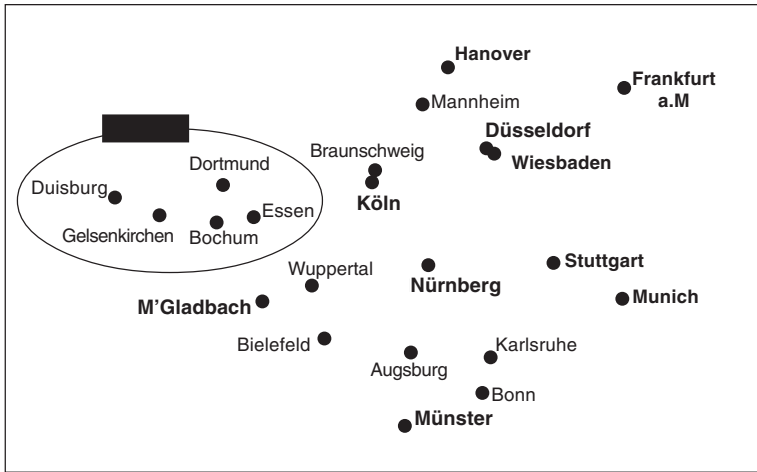 Hanover
Frankfurt
a.M
Mannheim
Düsseldorf
Wiesbaden
Braunschweig
Köln
Dortmund
Duisburg
Essen
Gelsenkirchen
Bochum
Wuppertal
Nürnberg
Stuttgart
M'Gladbach
Munich
Bielefeld
Augsburg
Karlsruhe
Bonn
Münster